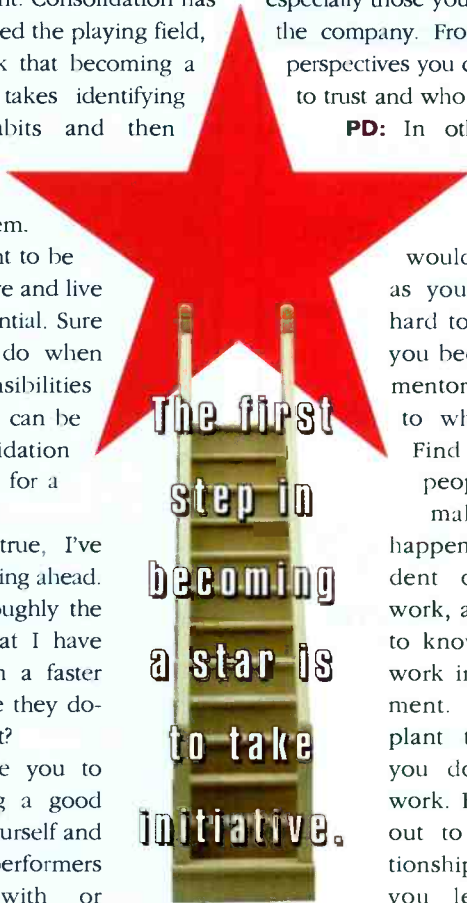 nt. Consolidation has
ed the playing field,
k that becoming a
takes identifying
abits and then
em.
nt to be
re and live
ntial. Sure
do when
nsibilities
can be
idation
for a
true, I've
ing ahead.
oughly the
at I have
n a faster
e they do-
t?
e you to
g a good
urself and
performers
with or
The first
step in
becoming
a star is
to take
initiative.
especially those you
the company. Fro
perspectives you
to trust and who
PD: In oth
would
as you
hard to
you bec
mentor
to wh
Find
peop
mal
happen
dent
work, a
to know
work in
ment.
plant t
you do
work.
out to
tionship
you le